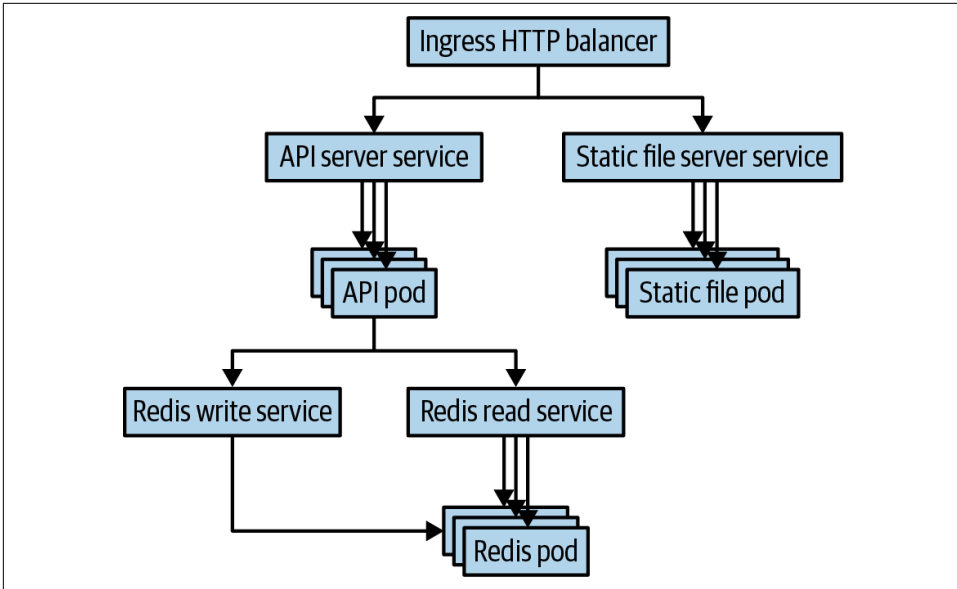 Ingress HTTP balancer
API server service
Static file server service
API pod
Static file pod
Redis write service
Redis read service
Redis pod